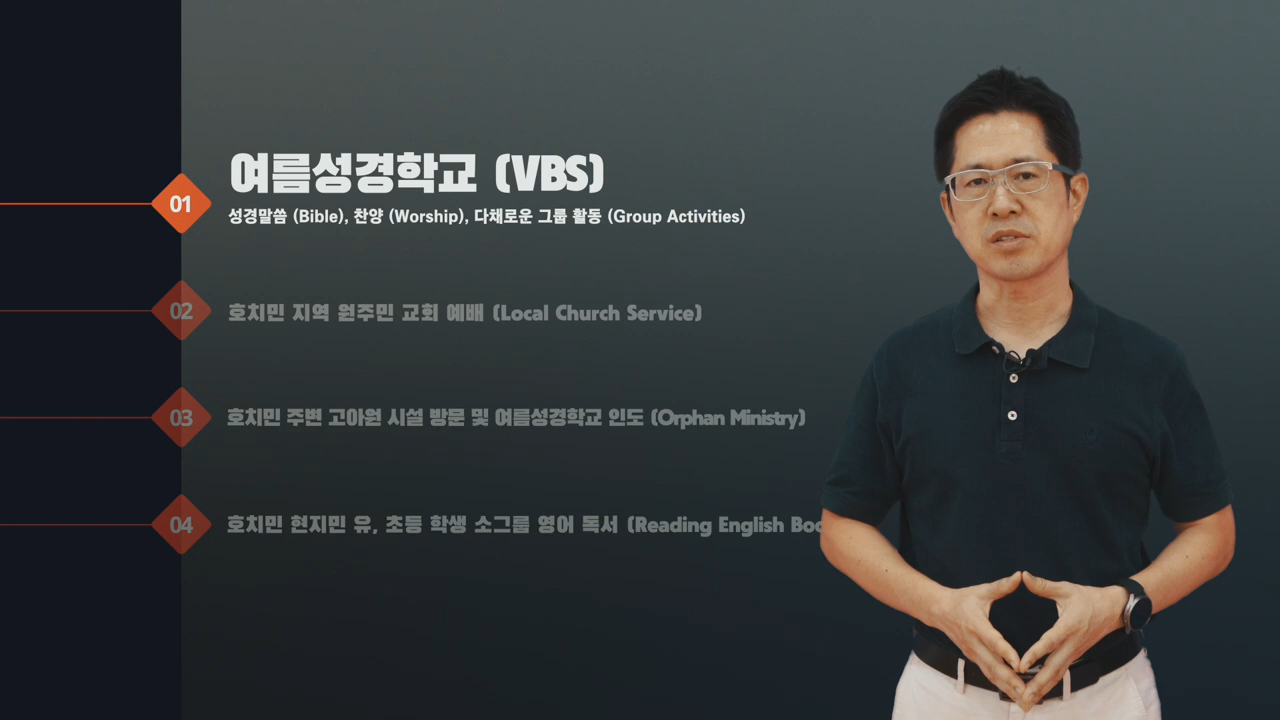 01
여름성경학교 (VBS)
성경말씀 (Bible), 찬양 (Worship), 다채로운 그룹 활동 (Group Activities)
02
호치민 지역 원주민 교회 예배 (Local Church Service)
03
호치민 주변 고아원 시설 방문 및 여름성경학교 인도 (Orphan Ministry)
04
호치민 현지민 유, 초등 학생 소그룹 영어 독서 (Reading English